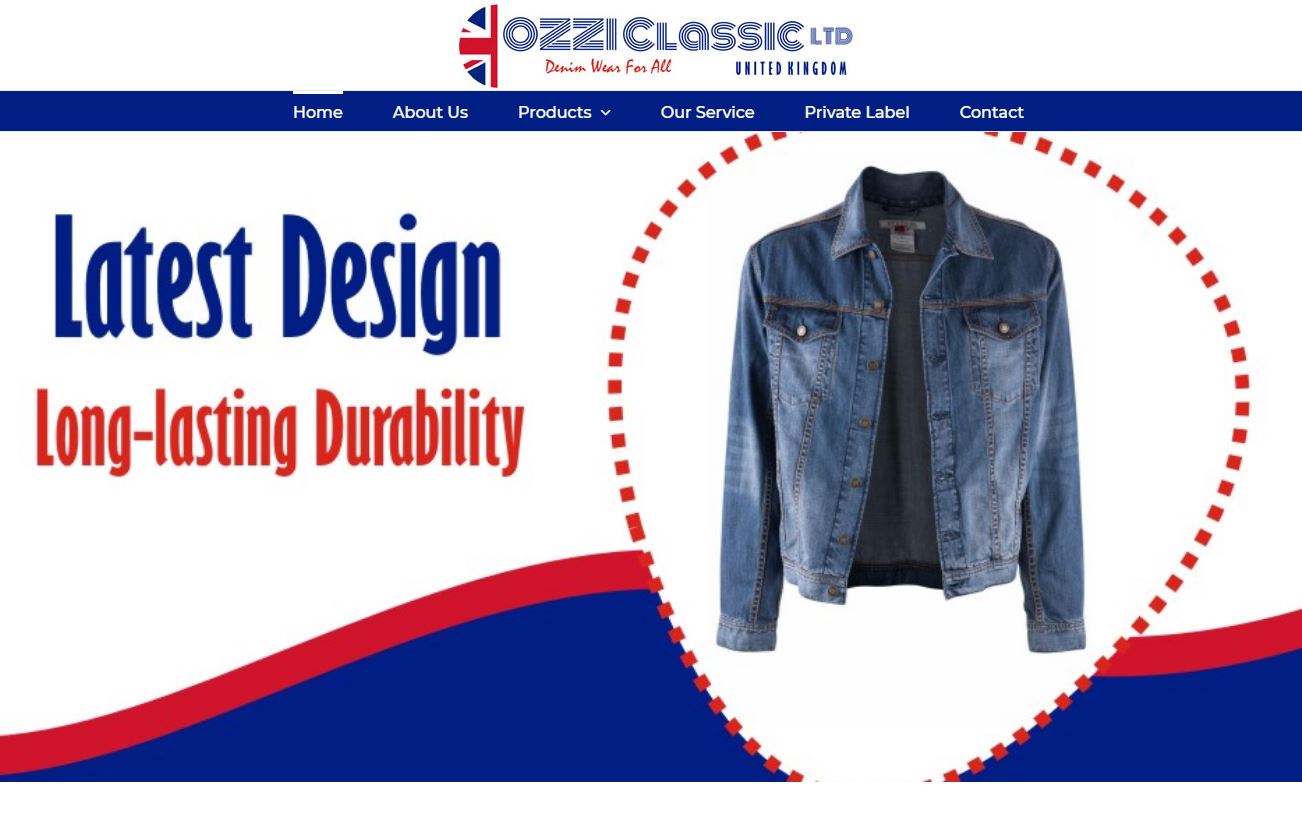 OZZI CLASSIC LTD
Denim Wear For All
UNITED KINGDOM
Home
About Us
Products
Our Service
Private Label
Contact
Latest Design
Long-lasting Durability